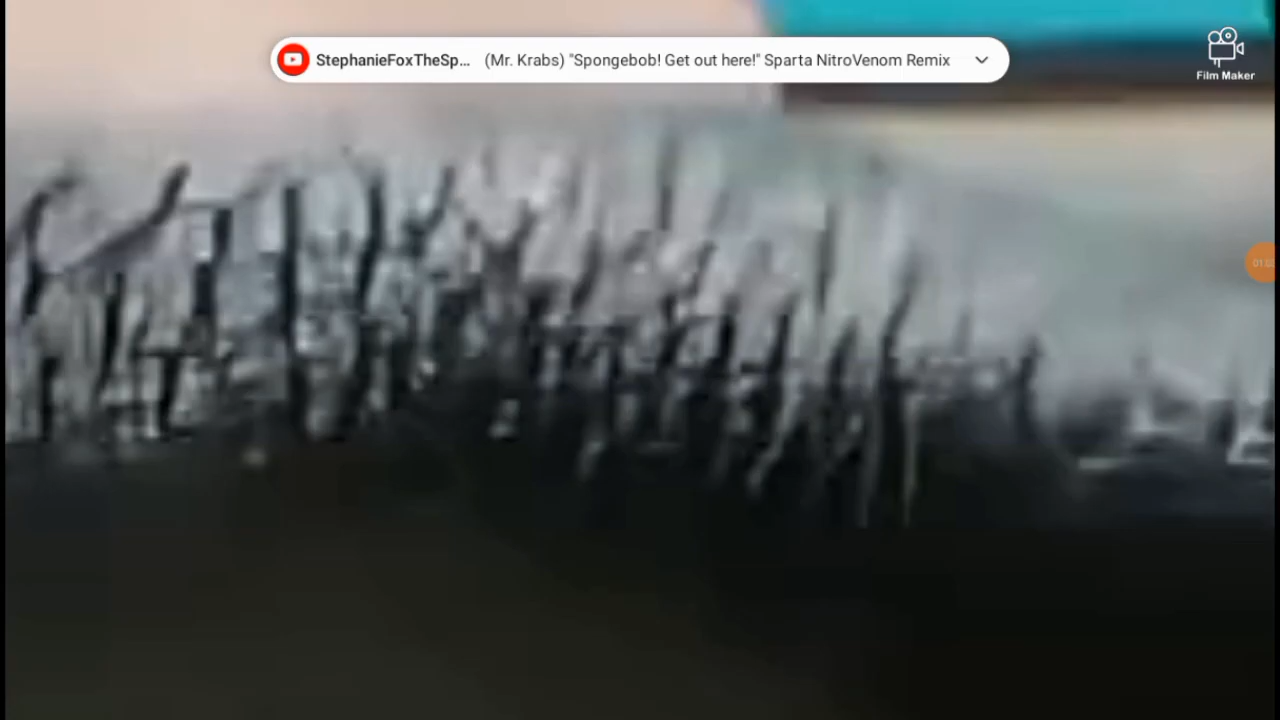 StephanieFoxTheSp... (Mr. Krabs) "Spongebob! Get out here!" Sparta NitroVenom Remix
Film Maker